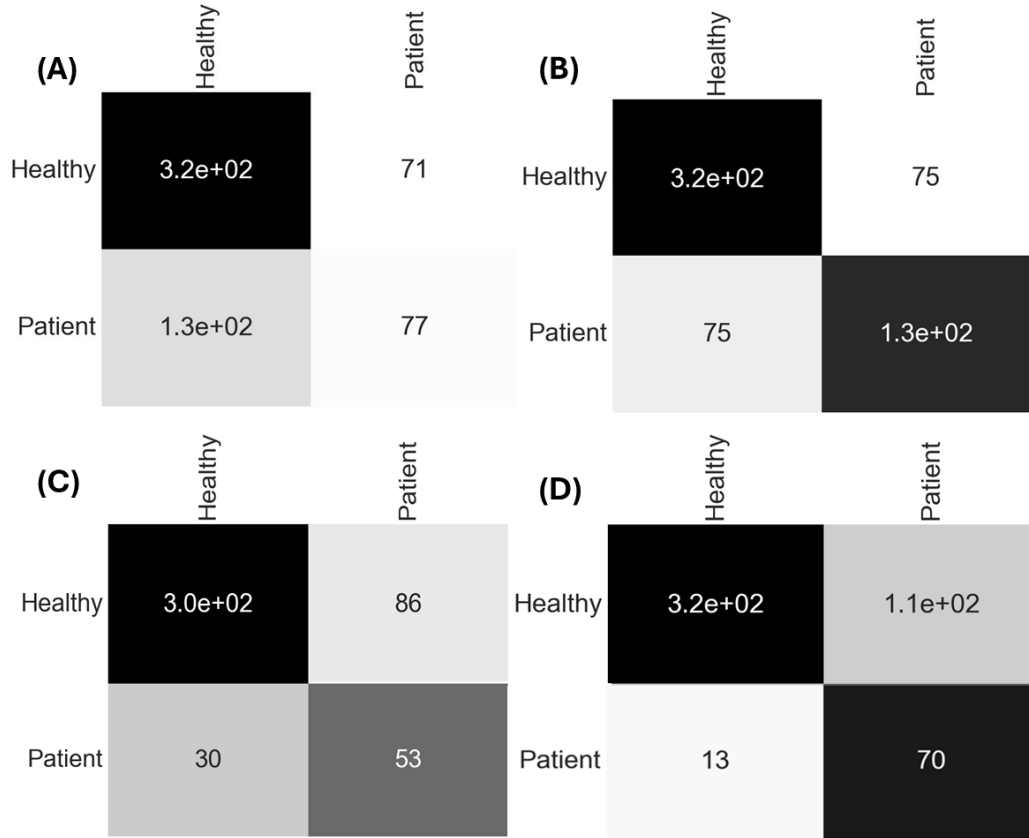 (A)
Healthy
Patient
Healthy
3.2e+02
71
Patient
1.3e+02
77
(B)
Healthy
Patient
Healthy
3.2e+02
75
Patient
75
1.3e+02
(C)
Healthy
Patient
Healthy
3.0e+02
86
Patient
30
53
(D)
Healthy
Patient
Healthy
3.2e+02
1.1e+02
Patient
13
70